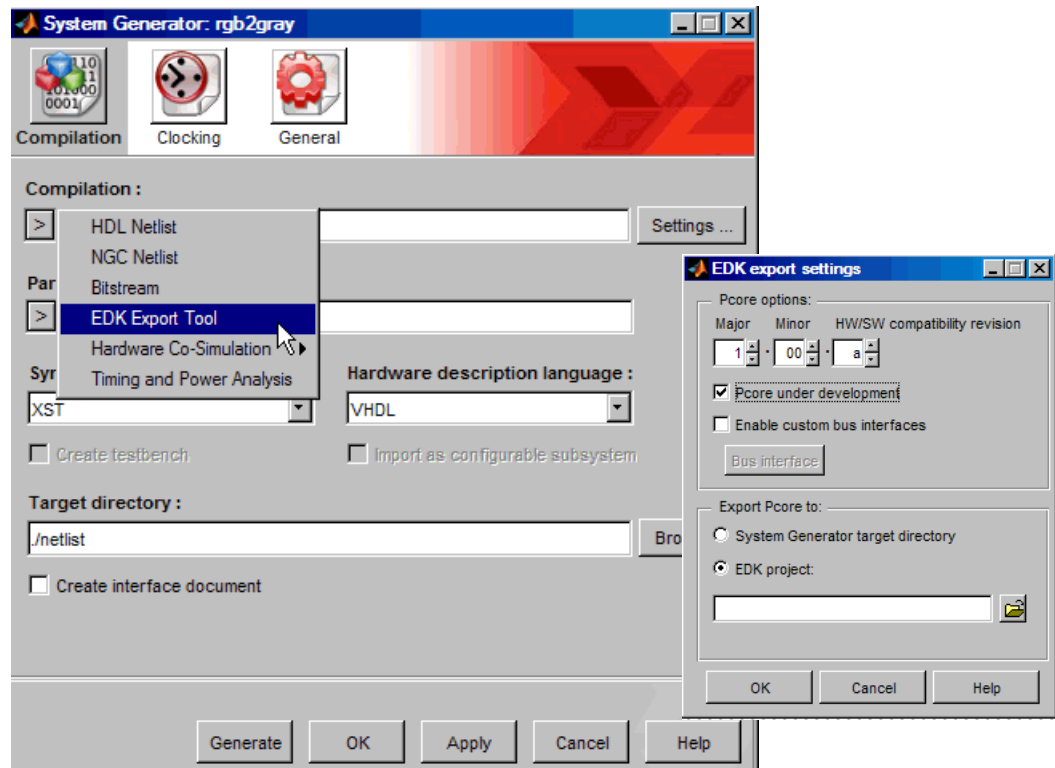 System Generator: rgb2gray
Compilation
Clocking
General
Compilation :
>
Settings ...
HDL Netlist
NGC Netlist
Bitstream
EDK Export Tool
Hardware Co-Simulation
Timing and Power Analysis
Par
>
Syr
Hardware description language :
XST
VHDL
Create testbench
Import as configurable subsystem
Target directory :
./netlist
Bro
Create interface document
Generate
OK
Apply
Cancel
Help
EDK export settings
Pcore options:
Major Minor HW/SW compatibility revision
1 . 00 . a
Pcore under development
Enable custom bus interfaces
Bus interface
Export Pcore to:
System Generator target directory
EDK project:
OK
Cancel
Help